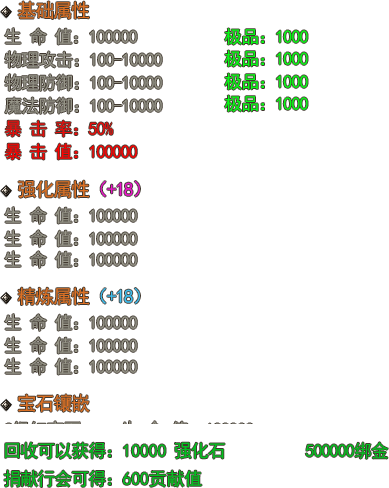 基础属性
生 命 值：100000 极品：1000
物理攻击：100-10000 极品：1000
物理防御：100-10000 极品：1000
魔法防御：100-10000 极品：1000
暴 击 率：50%
暴 击 值：100000
强化属性（+18）
生 命 值：100000
生 命 值：100000
生 命 值：100000
精炼属性（+18）
生 命 值：100000
生 命 值：100000
生 命 值：100000
宝石镶嵌
回收可以获得：10000 强化石 500000绑金
捐献行会可得：600贡献值